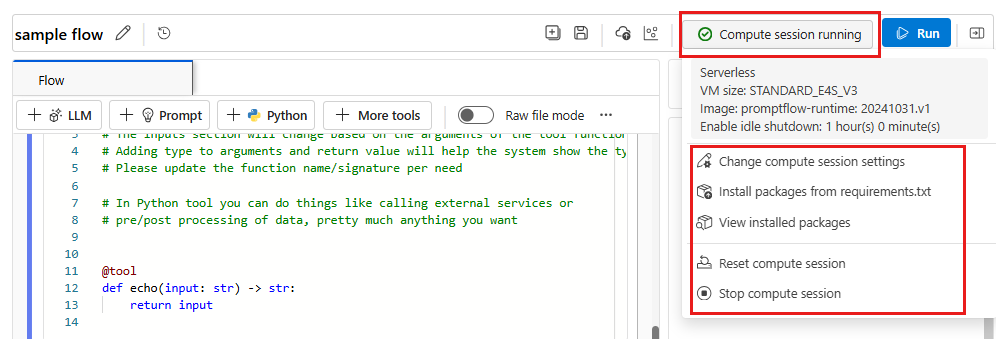 sample flow
Compute session running
Run
Flow
LLM
Prompt
Python
More tools
Raw file mode
Serverless
VM size: STANDARD_E4S_V3
Image: promptflow-runtime: 20241031.v1
Enable idle shutdown: 1 hour(s) 0 minute(s)
Change compute session settings
Install packages from requirements.txt
View installed packages
Reset compute session
Stop compute session
# The inputs section will change based on the arguments of the tool function
4 # Adding type to arguments and return value will help the system show the ty
5 # Please update the function name/signature per need
6
7 # In Python tool you can do things like calling external services or
8 # pre/post processing of data, pretty much anything you want
9
10
11 @tool
12 def echo(input: str) -> str:
13 return input
14